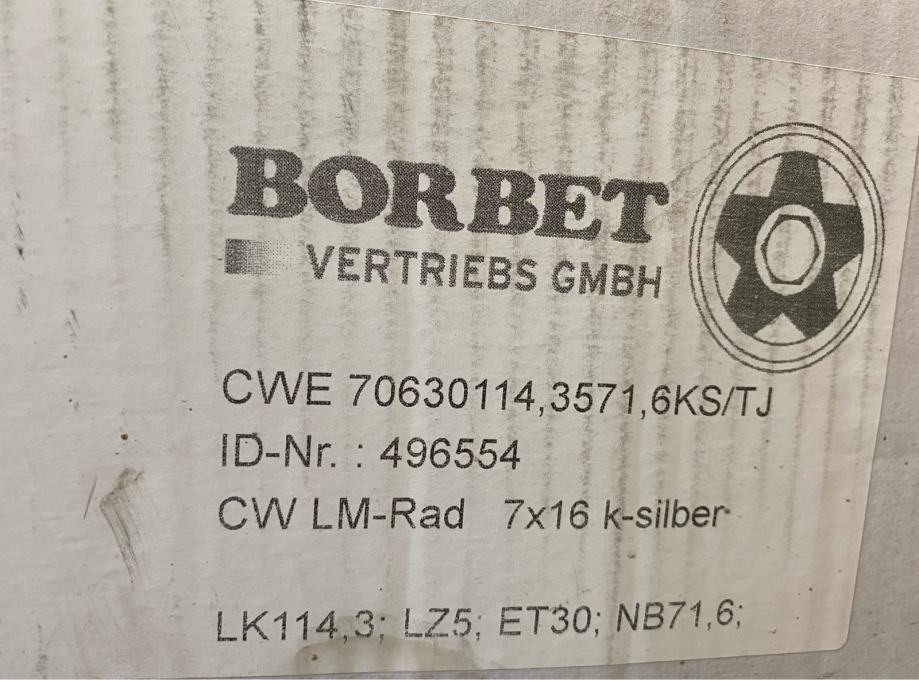 BORBET
VERTRIEBS GMBH
CWE 70630114,3571,6KS/TJ
ID-Nr. : 496554
CW LM-Rad 7x16 k-silber
LK114,3; LZ5; ET30; NB71,6;